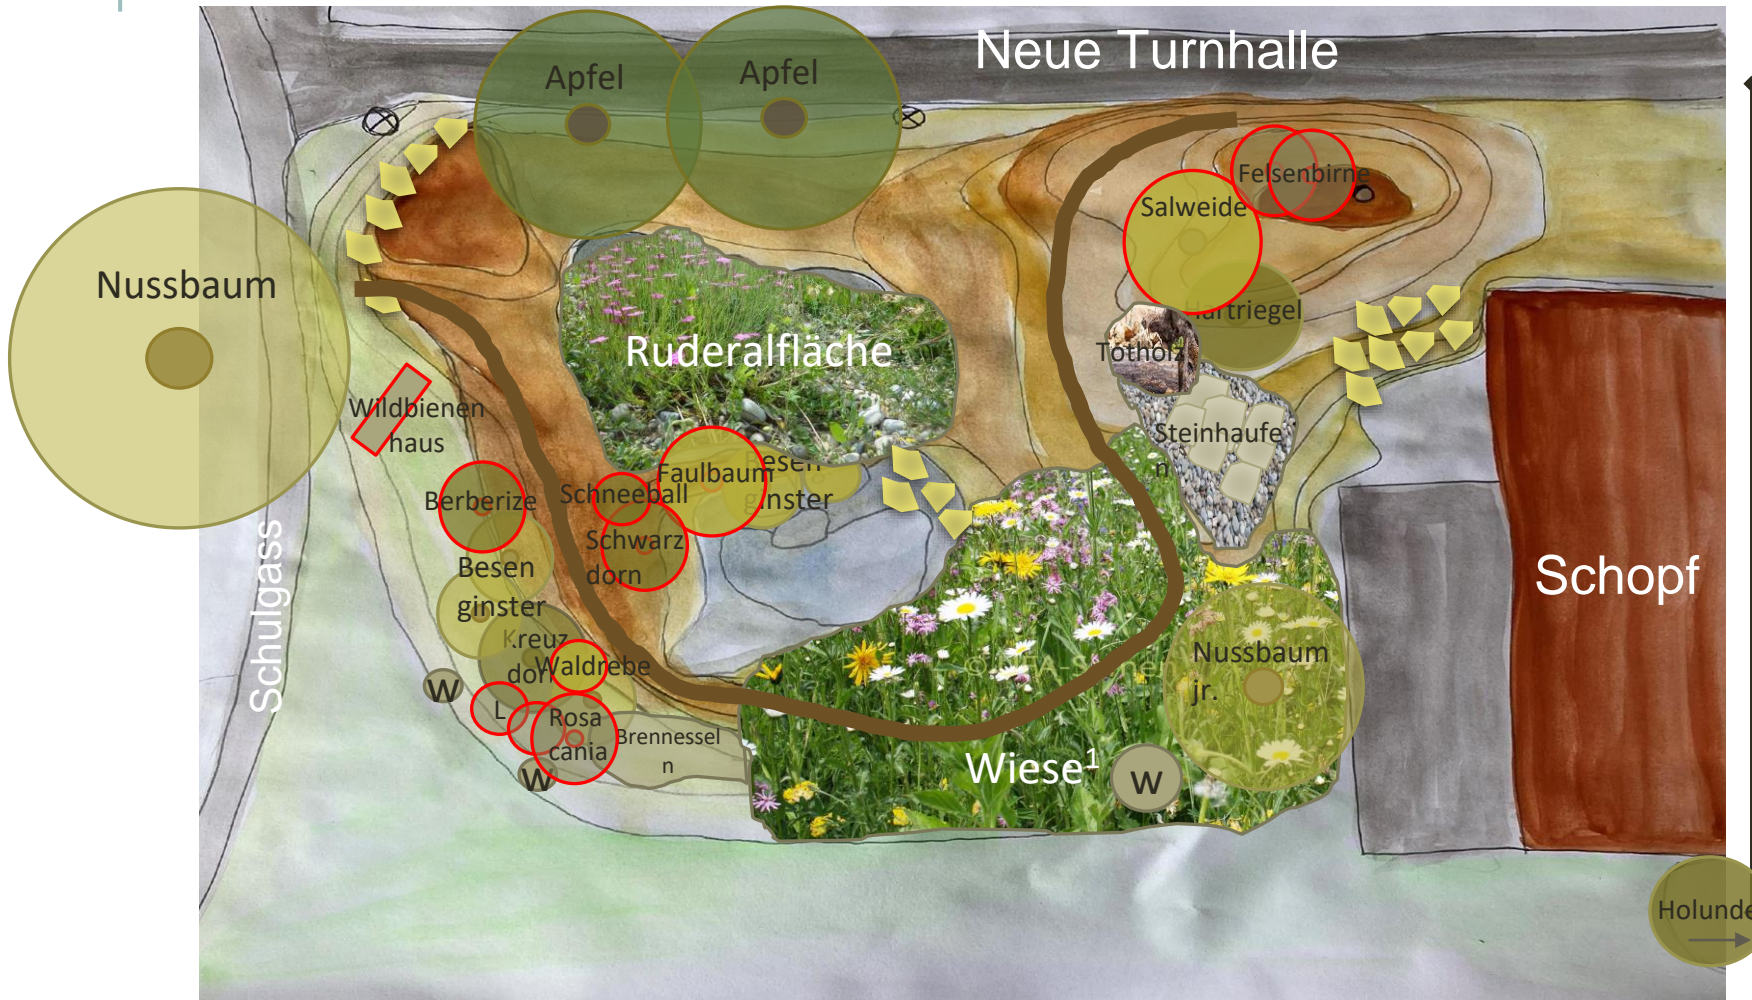 Neue Turnhalle
Apfel
Apfel
Felsenbirne
Salweide
Nussbaum
Hartriegel
Ruderalfläche
Totholz
Wildbienen
haus
Steinhaufe
n
Faulbaum
Besen
ginster
Schneeball
Berberize
Schwarz
dorn
Besen
ginster
Schopf
Schulgass
Kreuz
dorn
Waldrebe
Nussbaum
jr.
W
L
Rosa
cania
Brennessel
n
Wiese¹
W
W
Holunde